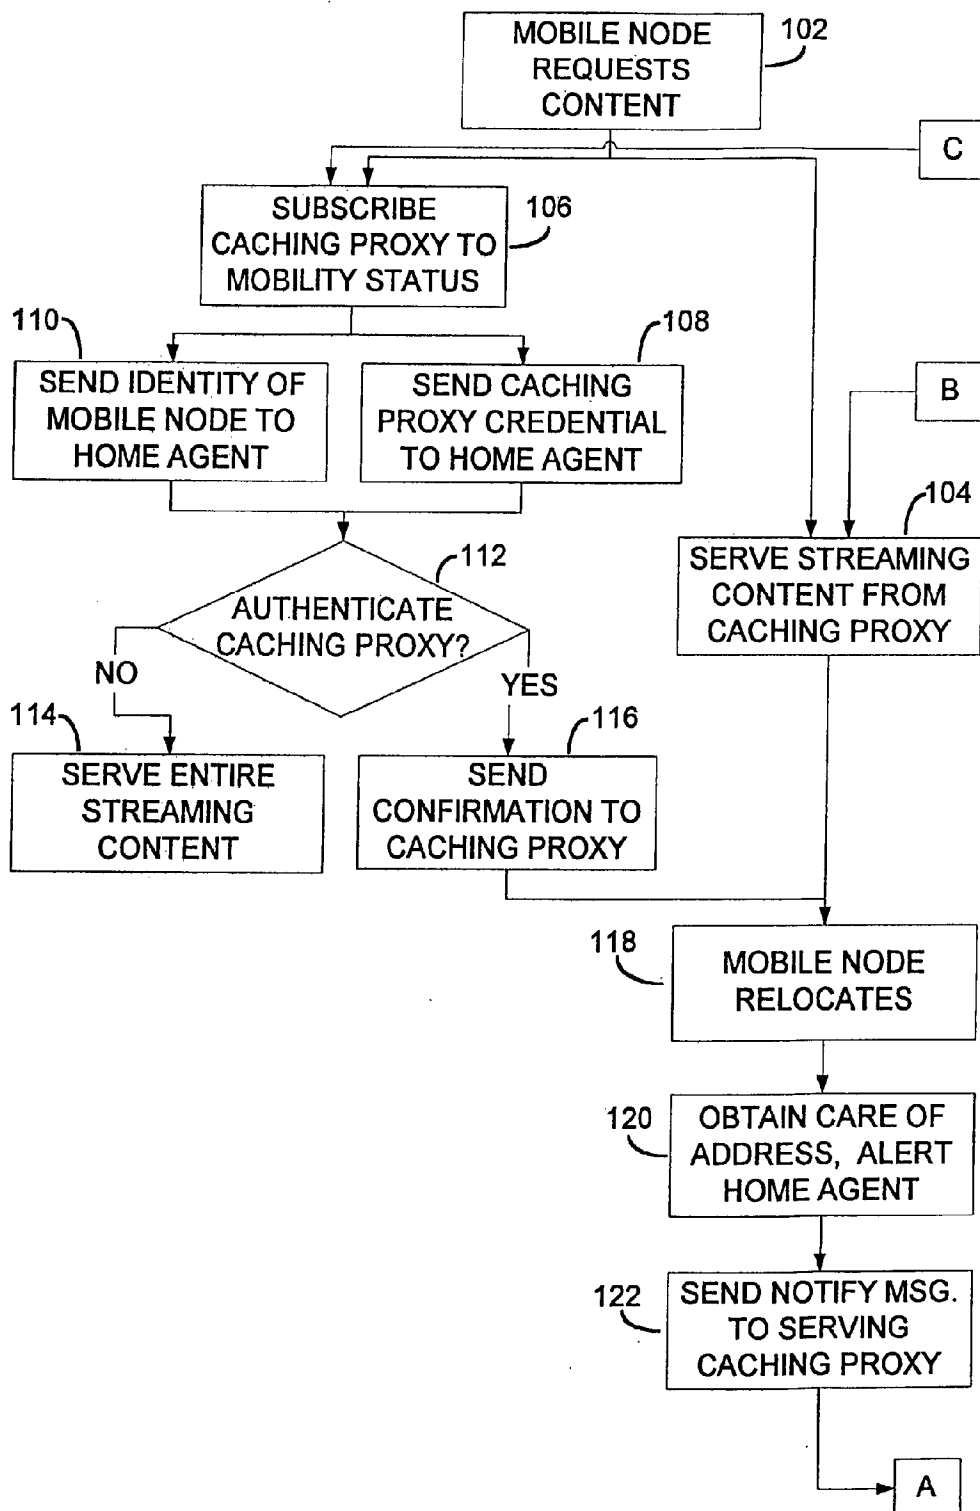 MOBILE NODE
REQUESTS
CONTENT
102
C
SUBSCRIBE
CACHING PROXY TO
MOBILITY STATUS
106
110
108
SEND IDENTITY OF
MOBILE NODE TO
HOME AGENT
SEND CACHING
PROXY CREDENTIAL
TO HOME AGENT
B
104
SERVE STREAMING
CONTENT FROM
CACHING PROXY
112
AUTHENTICATE
CACHING PROXY?
NO
YES
114
116
SERVE ENTIRE
STREAMING
CONTENT
SEND
CONFIRMATION TO
CACHING PROXY
118
MOBILE NODE
RELOCATES
120
OBTAIN CARE OF
ADDRESS, ALERT
HOME AGENT
122
SEND NOTIFY MSG.
TO SERVING
CACHING PROXY
A